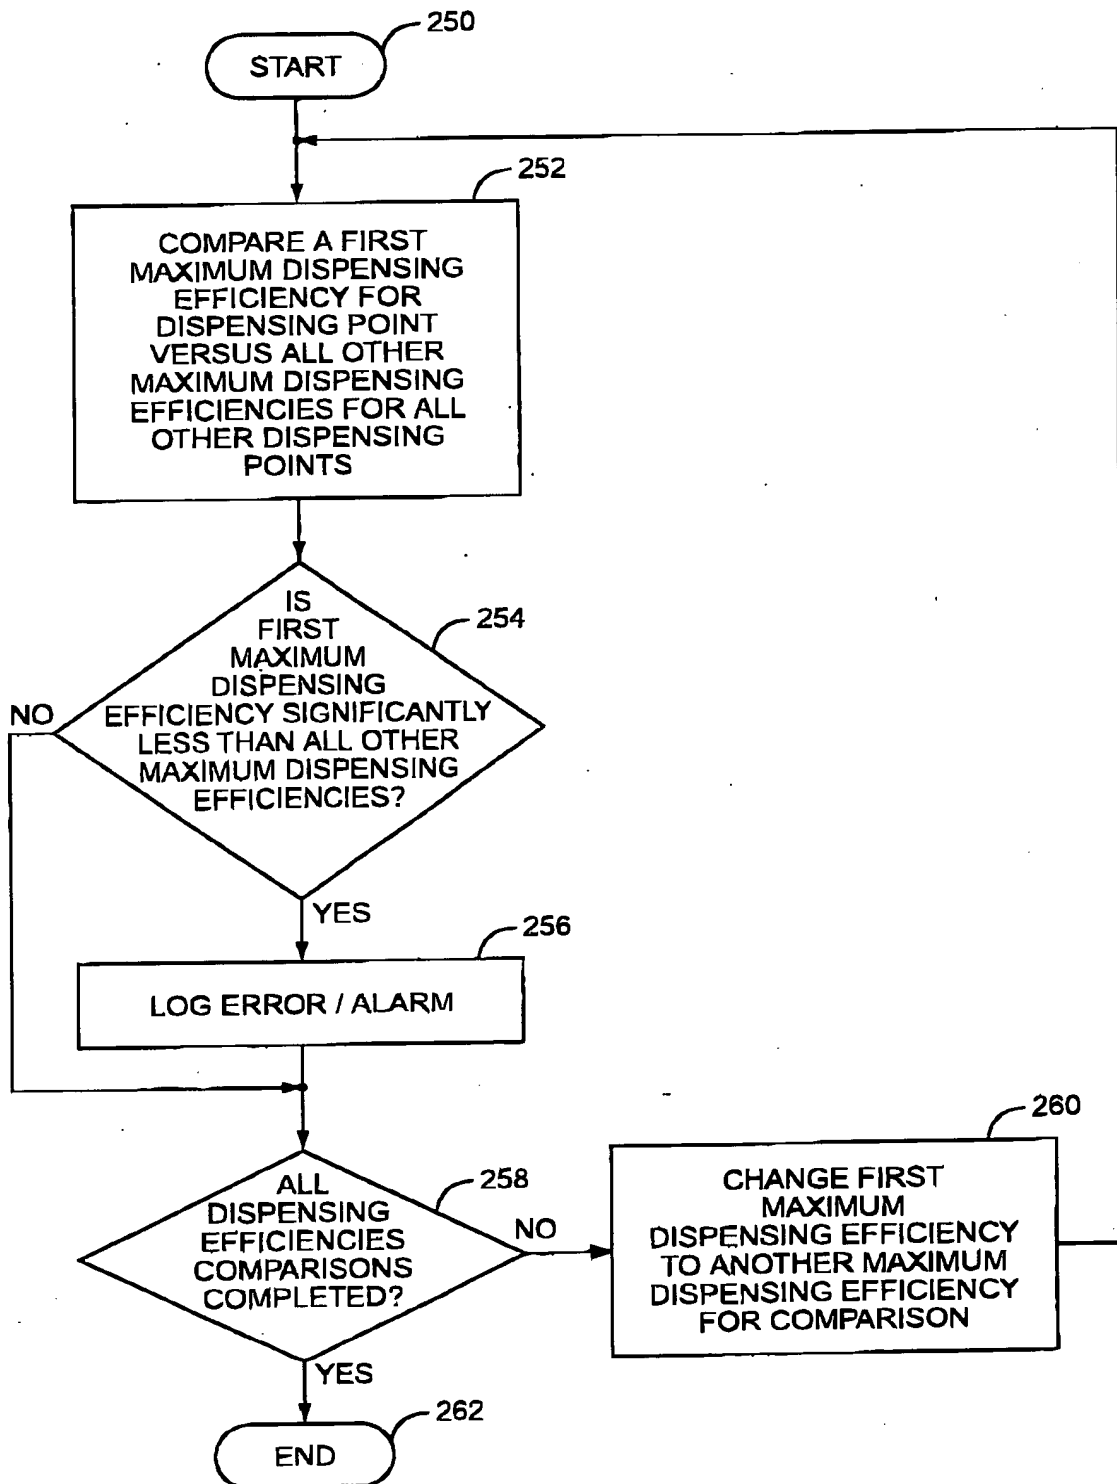 250
START
252
COMPARE A FIRST
MAXIMUM DISPENSING
EFFICIENCY FOR
DISPENSING POINT
VERSUS ALL OTHER
MAXIMUM DISPENSING
EFFICIENCIES FOR ALL
OTHER DISPENSING
POINTS
254
IS
FIRST
MAXIMUM
DISPENSING
EFFICIENCY SIGNIFICANTLY
LESS THAN ALL OTHER
MAXIMUM DISPENSING
EFFICIENCIES?
NO
YES
256
LOG ERROR / ALARM
258
ALL
DISPENSING
EFFICIENCIES
COMPARISONS
COMPLETED?
NO
260
CHANGE FIRST
MAXIMUM
DISPENSING EFFICIENCY
TO ANOTHER MAXIMUM
DISPENSING EFFICIENCY
FOR COMPARISON
YES
262
END